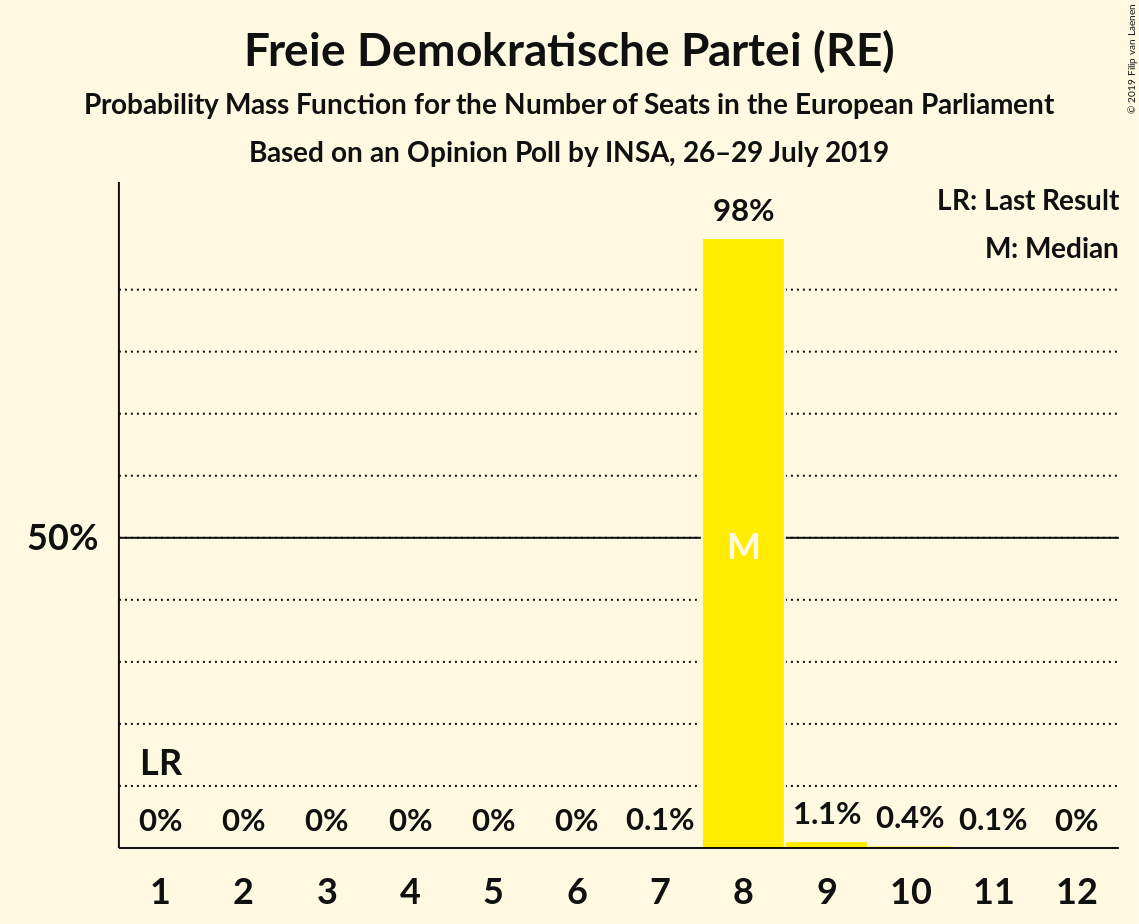 Freie Demokratische Partei (RE)
Probability Mass Function for the Number of Seats in the European Parliament
Based on an Opinion Poll by INSA, 26–29 July 2019
© 2019 Filip van Laenen
LR: Last Result
M: Median
98%
50%
M
LR
0% 0% 0% 0% 0% 0% 0.1% 1.1% 0.4% 0.1% 0%
1 2 3 4 5 6 7 8 9 10 11 12